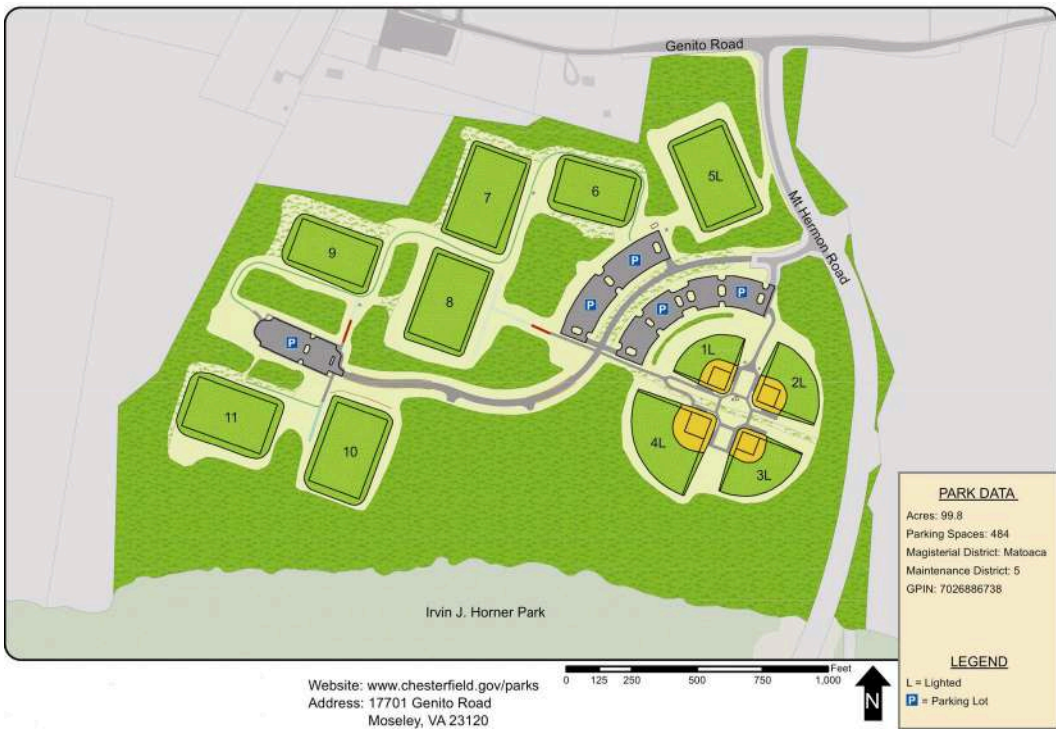 Genito Road
Mt Hermon Road
5L
7
6
9
8
P
P
P
P
P
1L
2L
11
10
4L
3L
Irvin J. Horner Park
PARK DATA
Acres: 99.8
Parking Spaces: 484
Magisterial District: Matoaca
Maintenance District: 5
GPIN: 7026886738
LEGEND
L = Lighted
P = Parking Lot
Feet
0 125 250 500 750 1,000
N
Website: www.chesterfield.gov/parks
Address: 17701 Genito Road
Moseley, VA 23120